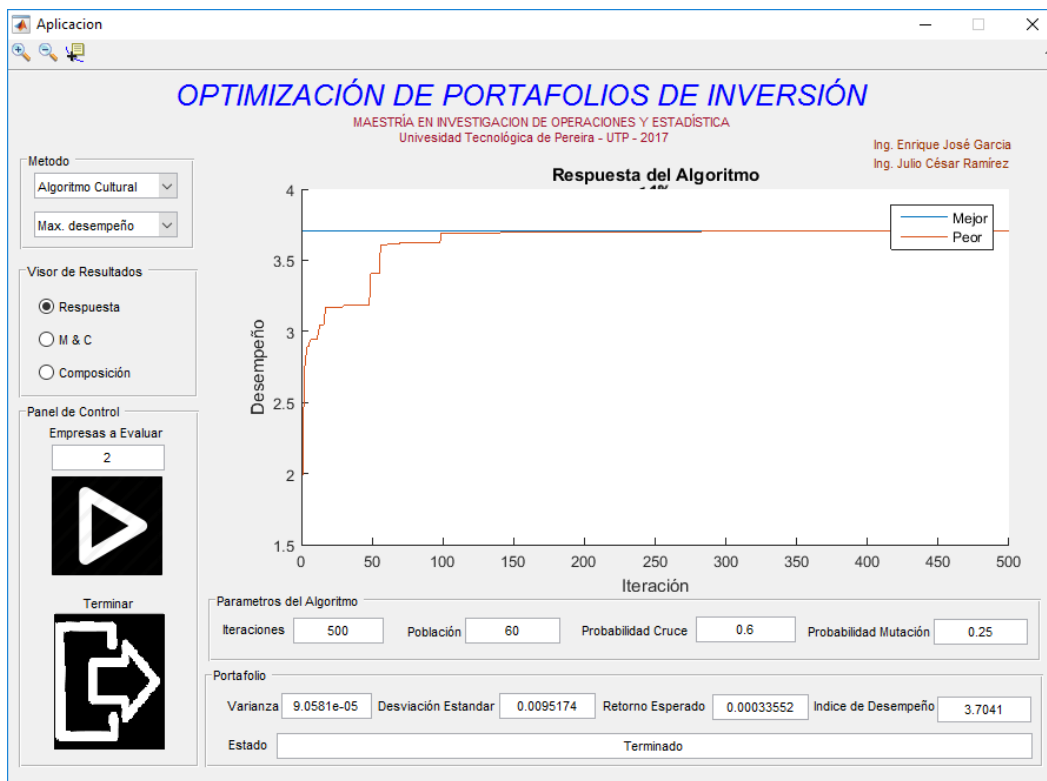 Aplicacion
OPTIMIZACIÓN DE PORTAFOLIOS DE INVERSIÓN
MAESTRÍA EN INVESTIGACION DE OPERACIONES Y ESTADÍSTICA
Univesidad Tecnológica de Pereira - UTP - 2017
Ing. Enrique José Garcia
Ing. Julio César Ramírez
Metodo
Algoritmo Cultural
Max. desempeño
Visor de Resultados
Respuesta
M & C
Composición
Panel de Control
Empresas a Evaluar
2
Terminar
Respuesta del Algoritmo
Mejor
Peor
4
3.5
3
2.5
2
1.5
Desempeño
0 50 100 150 200 250 300 350 400 450 500
Iteración
Parametros del Algoritmo
Iteraciones 500 Población 60 Probabilidad Cruce 0.6 Probabilidad Mutación 0.25
Portafolio
Varianza 9.0581e-05 Desviación Estandar 0.0095174 Retorno Esperado 0.00033552 Indice de Desempeño 3.7041
Estado Terminado